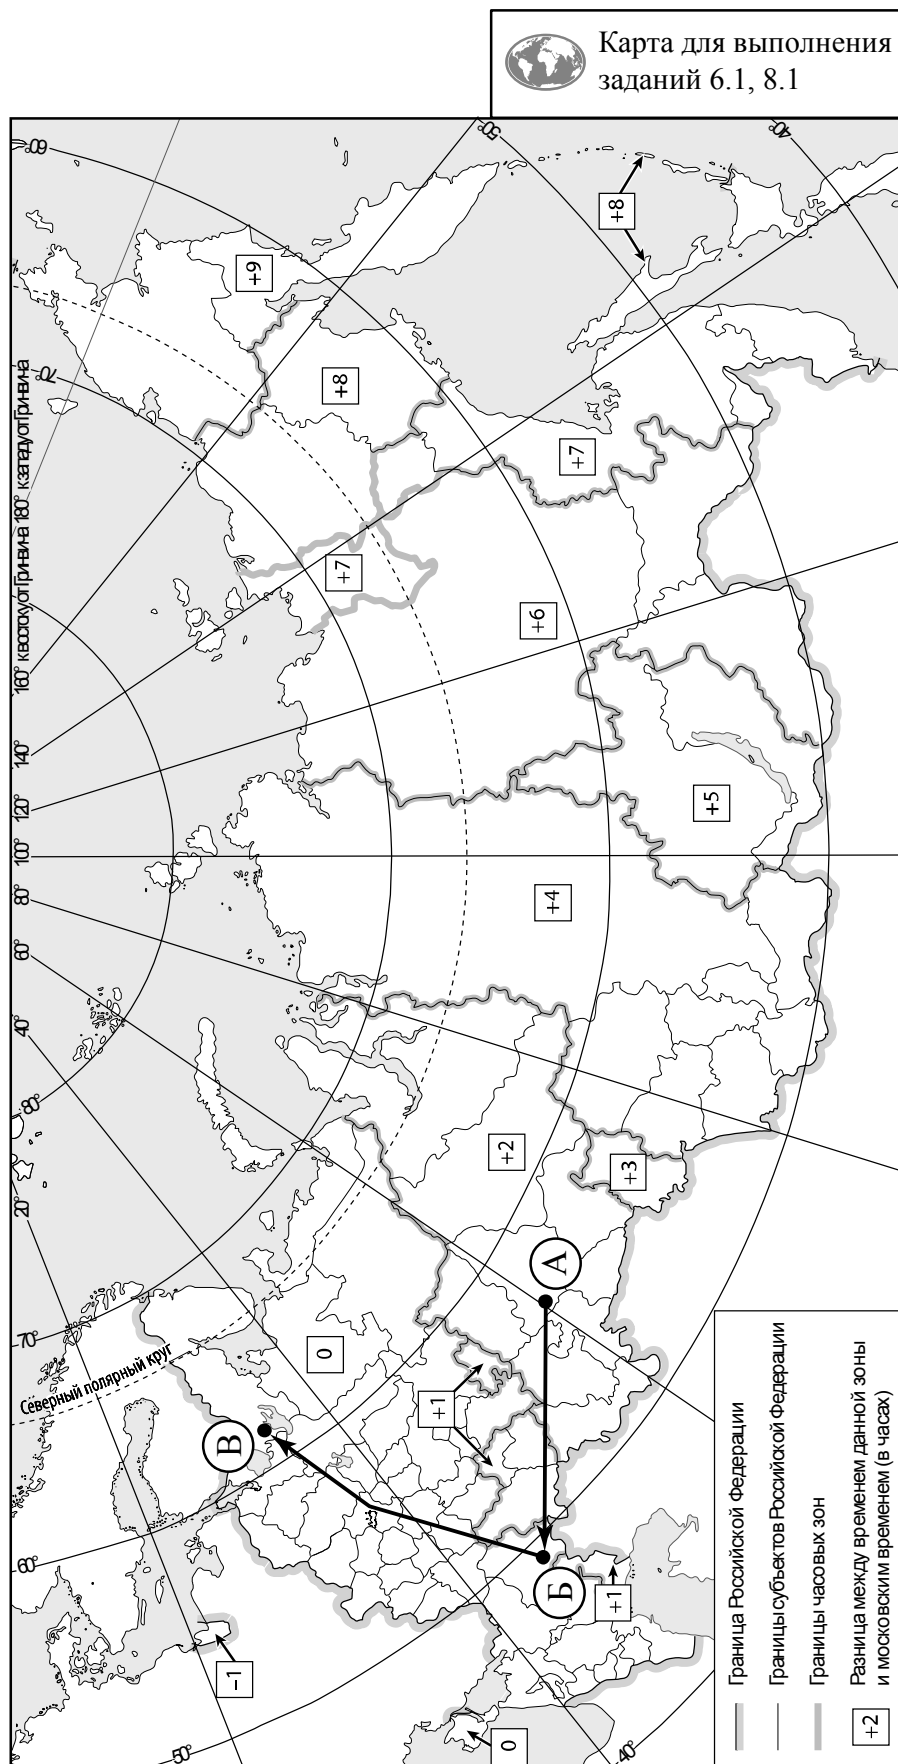 Карта для выполнения
заданий 6.1, 8.1
60°
50°
40°
70°
160° к востоку от Гринвича 180° к западу от Гринвича
140°
120°
100°
80°
60°
40°
20°
80°
70°
60°
50°
40°
Северный полярный круг
+9
+8
+8
+7
+7
+6
+5
+4
+3
+2
+1
+1
0
0
−1
А
Б
В
Граница Российской Федерации
Границы субъектов Российской Федерации
Границы часовых зон
+2
Разница между временем данной зоны
и московским временем (в часах)